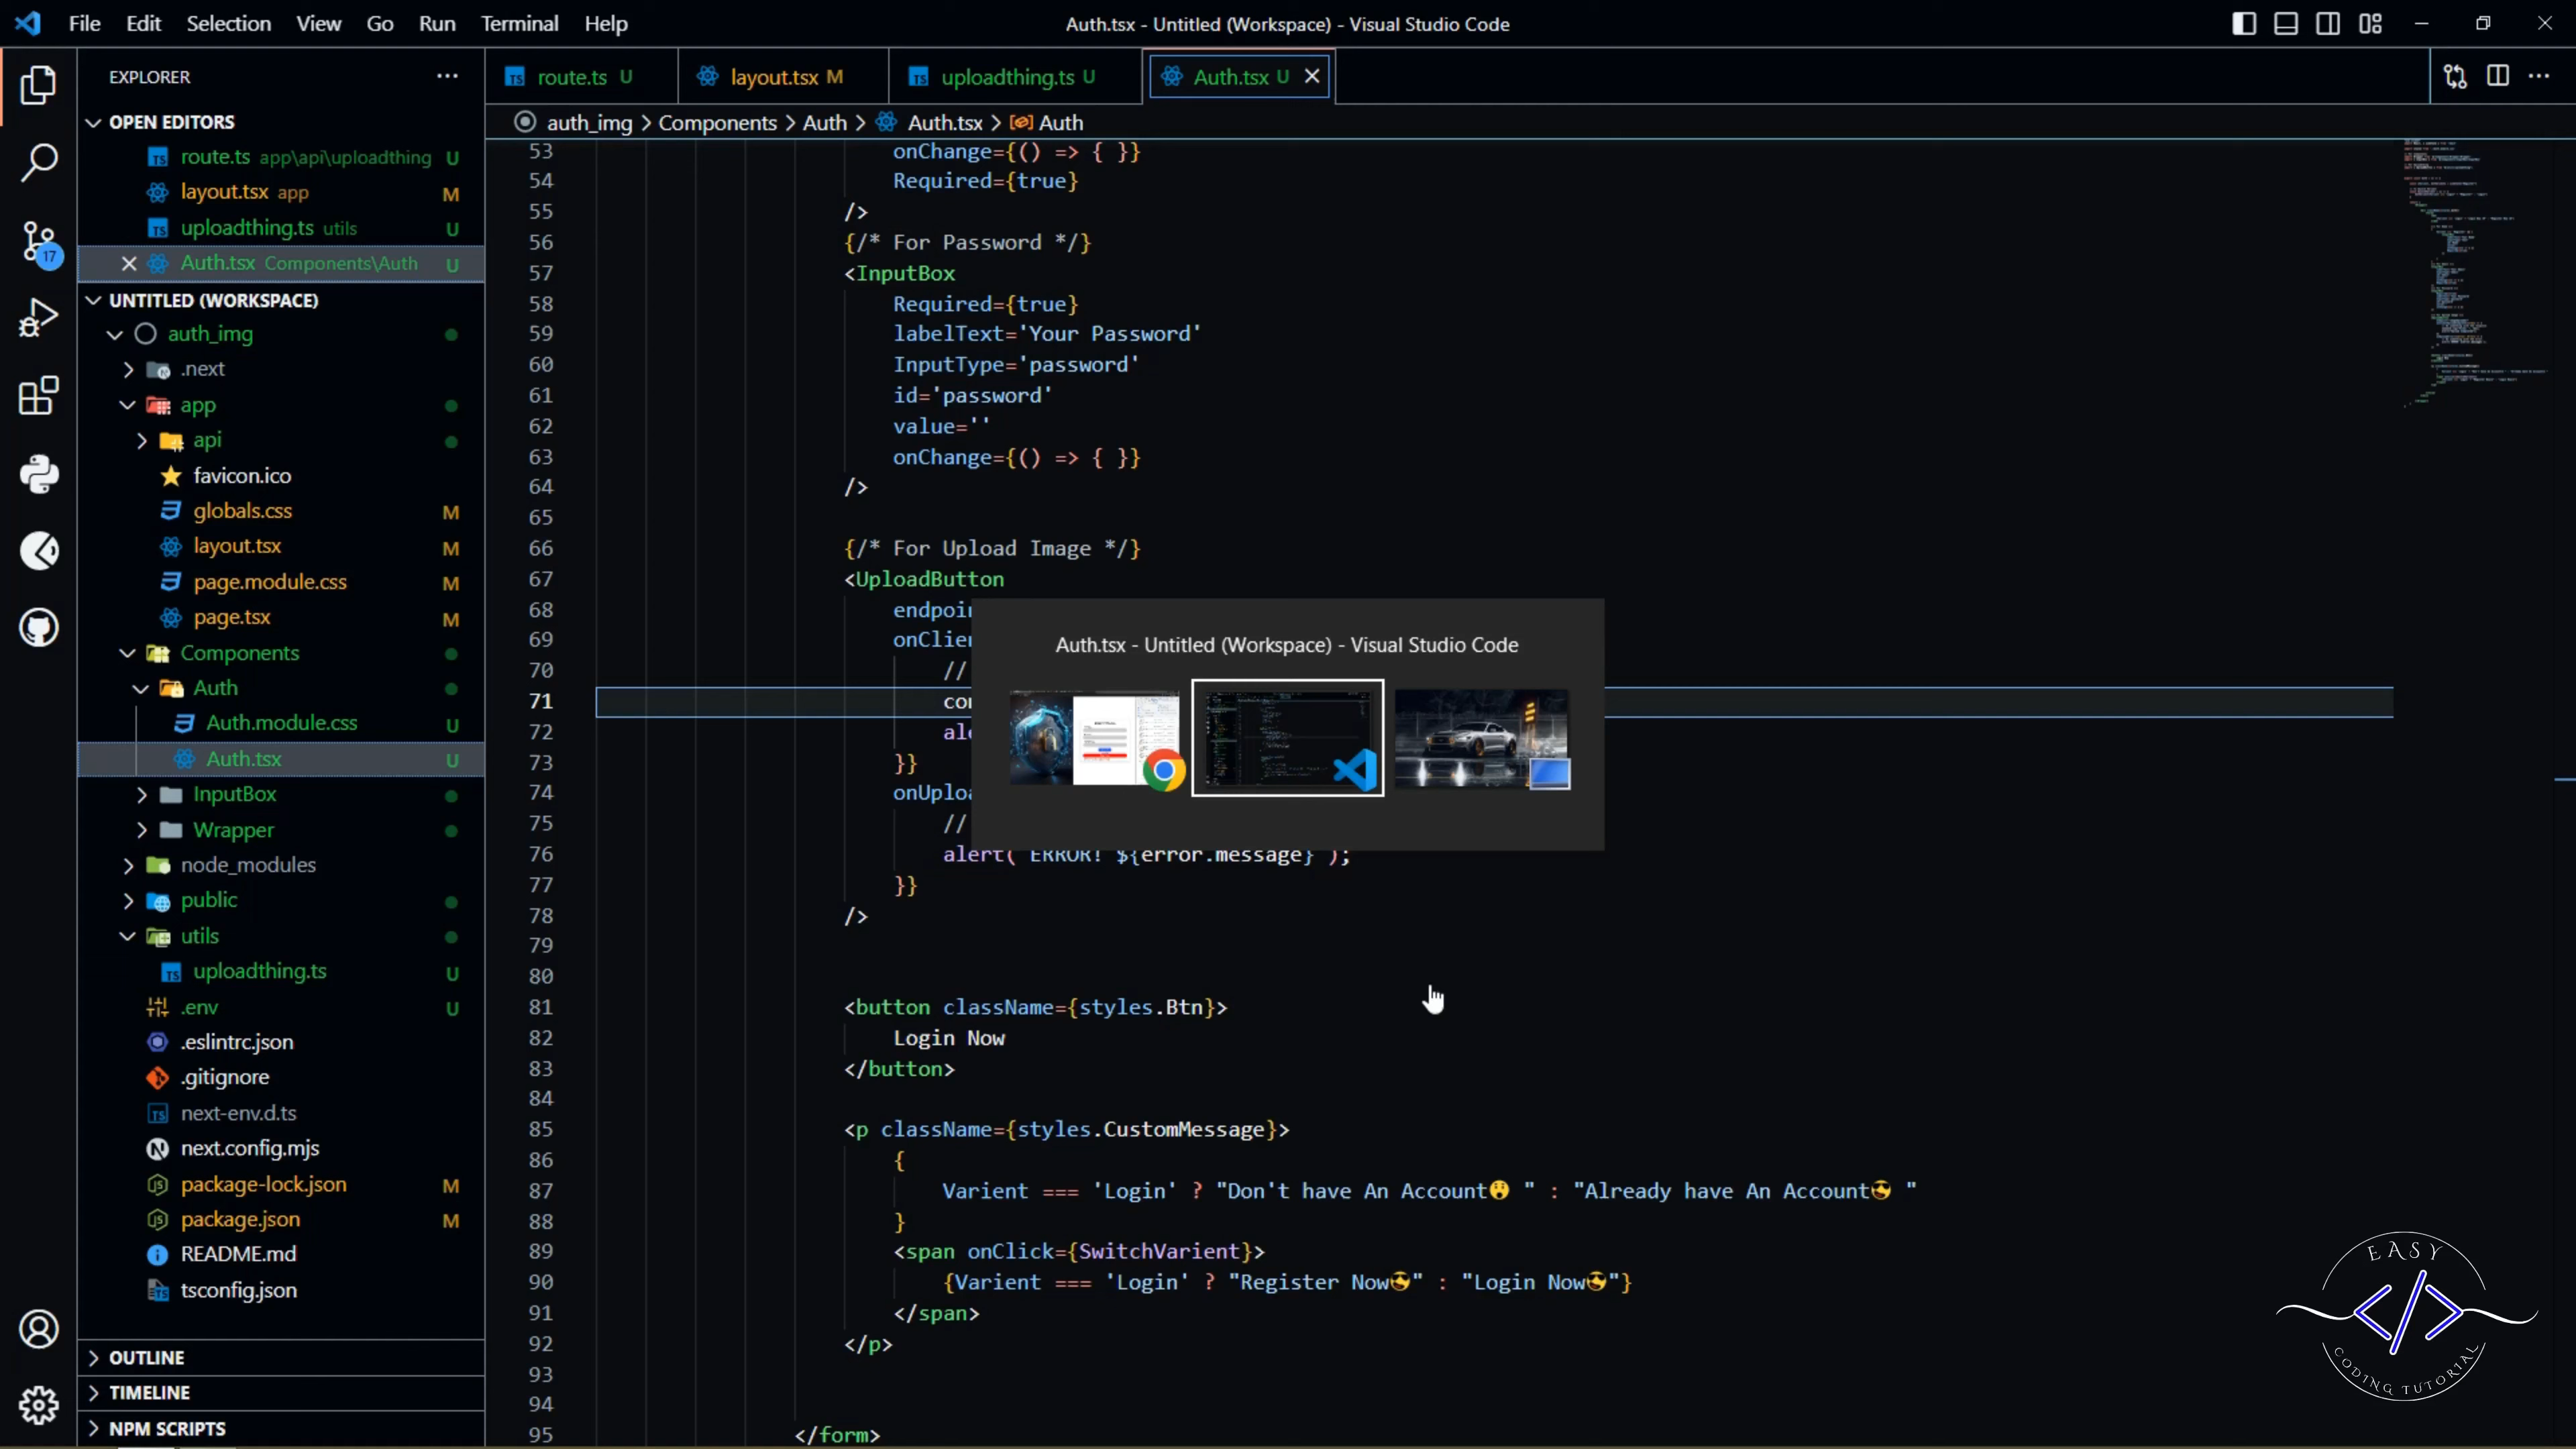 File Edit Selection View Go Run Terminal Help
Auth.tsx - Untitled (Workspace) - Visual Studio Code
EXPLORER
OPEN EDITORS
route.ts app\api\uploadthing U
layout.tsx app M
uploadthing.ts utils U
Auth.tsx Components\Auth U
UNTITLED (WORKSPACE)
auth_img
.next
app
api
favicon.ico
globals.css M
layout.tsx M
page.module.css M
page.tsx M
Components
Auth
Auth.module.css U
Auth.tsx U
InputBox
Wrapper
node_modules
public
utils
uploadthing.ts U
.env U
.eslintrc.json
.gitignore
next-env.d.ts
next.config.mjs
package-lock.json M
package.json M
README.md
tsconfig.json
OUTLINE
TIMELINE
NPM SCRIPTS
17
route.ts U layout.tsx M uploadthing.ts U Auth.tsx U
auth_img > Components > Auth > Auth.tsx > Auth
53 onChange={() => { }}
54 Required={true}
55 />
56 {/* For Password */}
57 <InputBox
58 Required={true}
59 labelText='Your Password'
60 InputType='password'
61 id='password'
62 value=''
63 onChange={() => { }}
64 />
65
66 {/* For Upload Image */}
67 <UploadButton
68 endpoin
69 onClien
70 //
71 con
72 ale
73 }}
74 onUploa
75 //
76 alert( ERROR! ${error.message} );
77 }}
78 />
79
80
81 <button className={styles.Btn}>
82 Login Now
83 </button>
84
85 <p className={styles.CustomMessage}>
86 {
87 Varient === 'Login' ? "Don't have An Account😲 " : "Already have An Account😎 "
88 }
89 <span onClick={SwitchVarient}>
90 {Varient === 'Login' ? "Register Now😎" : "Login Now😎"}
91 </span>
92 </p>
93
94
95 </form>
Auth.tsx - Untitled (Workspace) - Visual Studio Code
EASY
CODING TUTORIAL